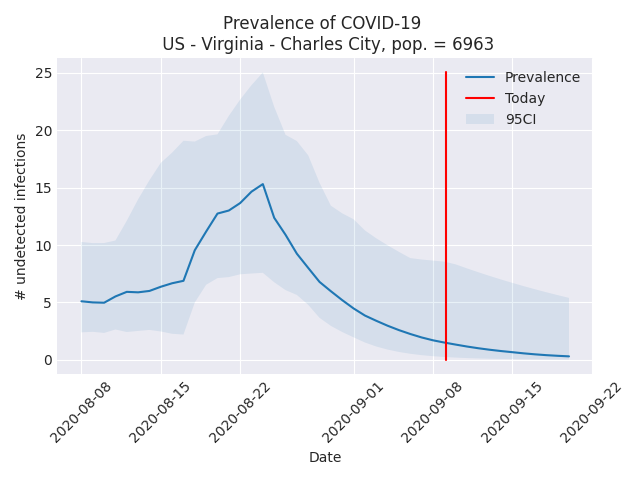 Prevalence of COVID-19
US - Virginia - Charles City, pop. = 6963
25
20
15
10
5
0
# undetected infections
Prevalence
Today
95CI
2020-08-08
2020-08-15
2020-08-22
2020-09-01
2020-09-08
2020-09-15
2020-09-22
Date